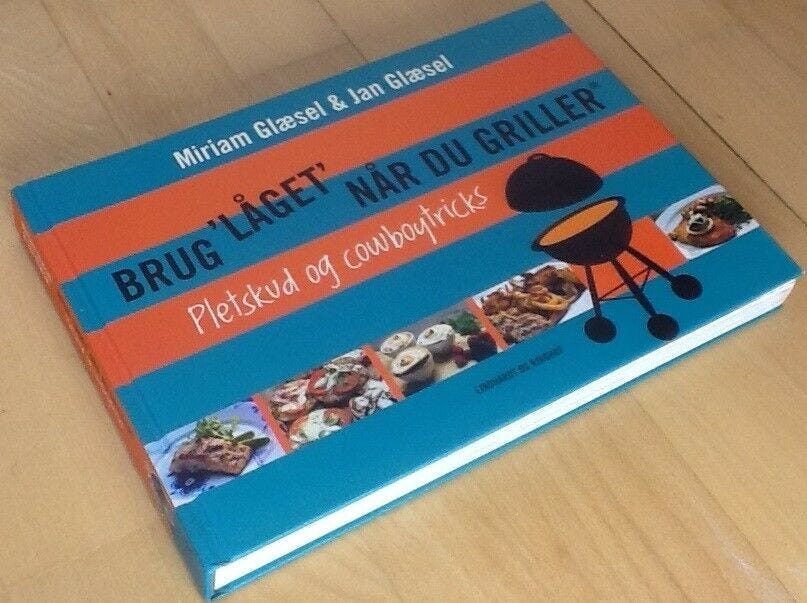 Miriam Glæsel & Jan Glæsel
BRUG 'LÅGET' NÅR DU GRILLER
Pletskud og cowboytricks
LINDHARDT OG RINGHOF